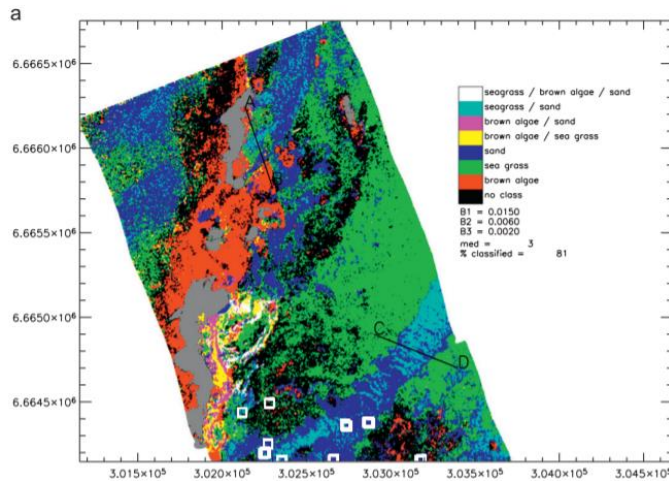 a
6.6665×10⁶
6.6660×10⁶
6.6655×10⁶
6.6650×10⁶
6.6645×10⁶
A
C
D
seagrass / brown algae / sand
seagrass / sand
brown algae / sand
brown algae / sea grass
sand
sea grass
brown algae
no class
B1 = 0.0150
B2 = 0.0060
B3 = 0.0020
med = 3
% classified = 81
3.015×10⁵ 3.020×10⁵ 3.025×10⁵ 3.030×10⁵ 3.035×10⁵ 3.040×10⁵ 3.045×10